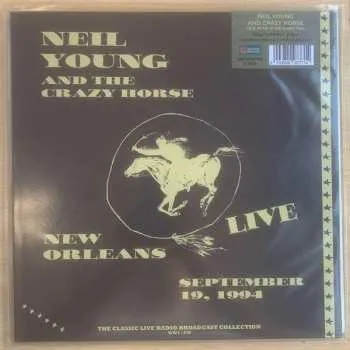 NEIL YOUNG
AND CRAZY HORSE
NEIL
YOUNG
AND THE
CRAZY HORSE
LIVE
NEW
ORLEANS
SEPTEMBER
19, 1994
THE CLASSIC LIVE RADIO BROADCAST COLLECTION